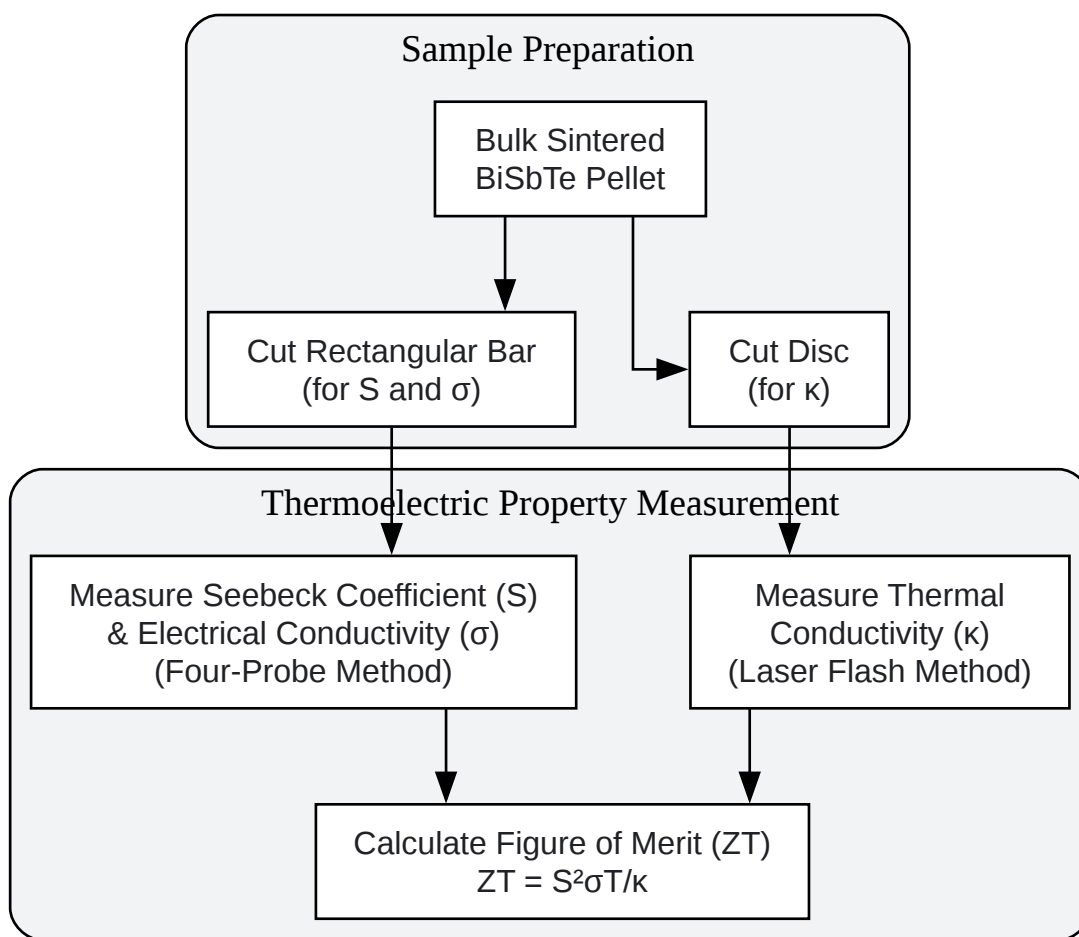 Sample Preparation
Bulk Sintered
BiSbTe Pellet
Cut Rectangular Bar
(for S and σ)
Cut Disc
(for κ)
Thermoelectric Property Measurement
Measure Seebeck Coefficient (S)
& Electrical Conductivity (σ)
(Four-Probe Method)
Measure Thermal
Conductivity (κ)
(Laser Flash Method)
Calculate Figure of Merit (ZT)
ZT = S²σT/κ